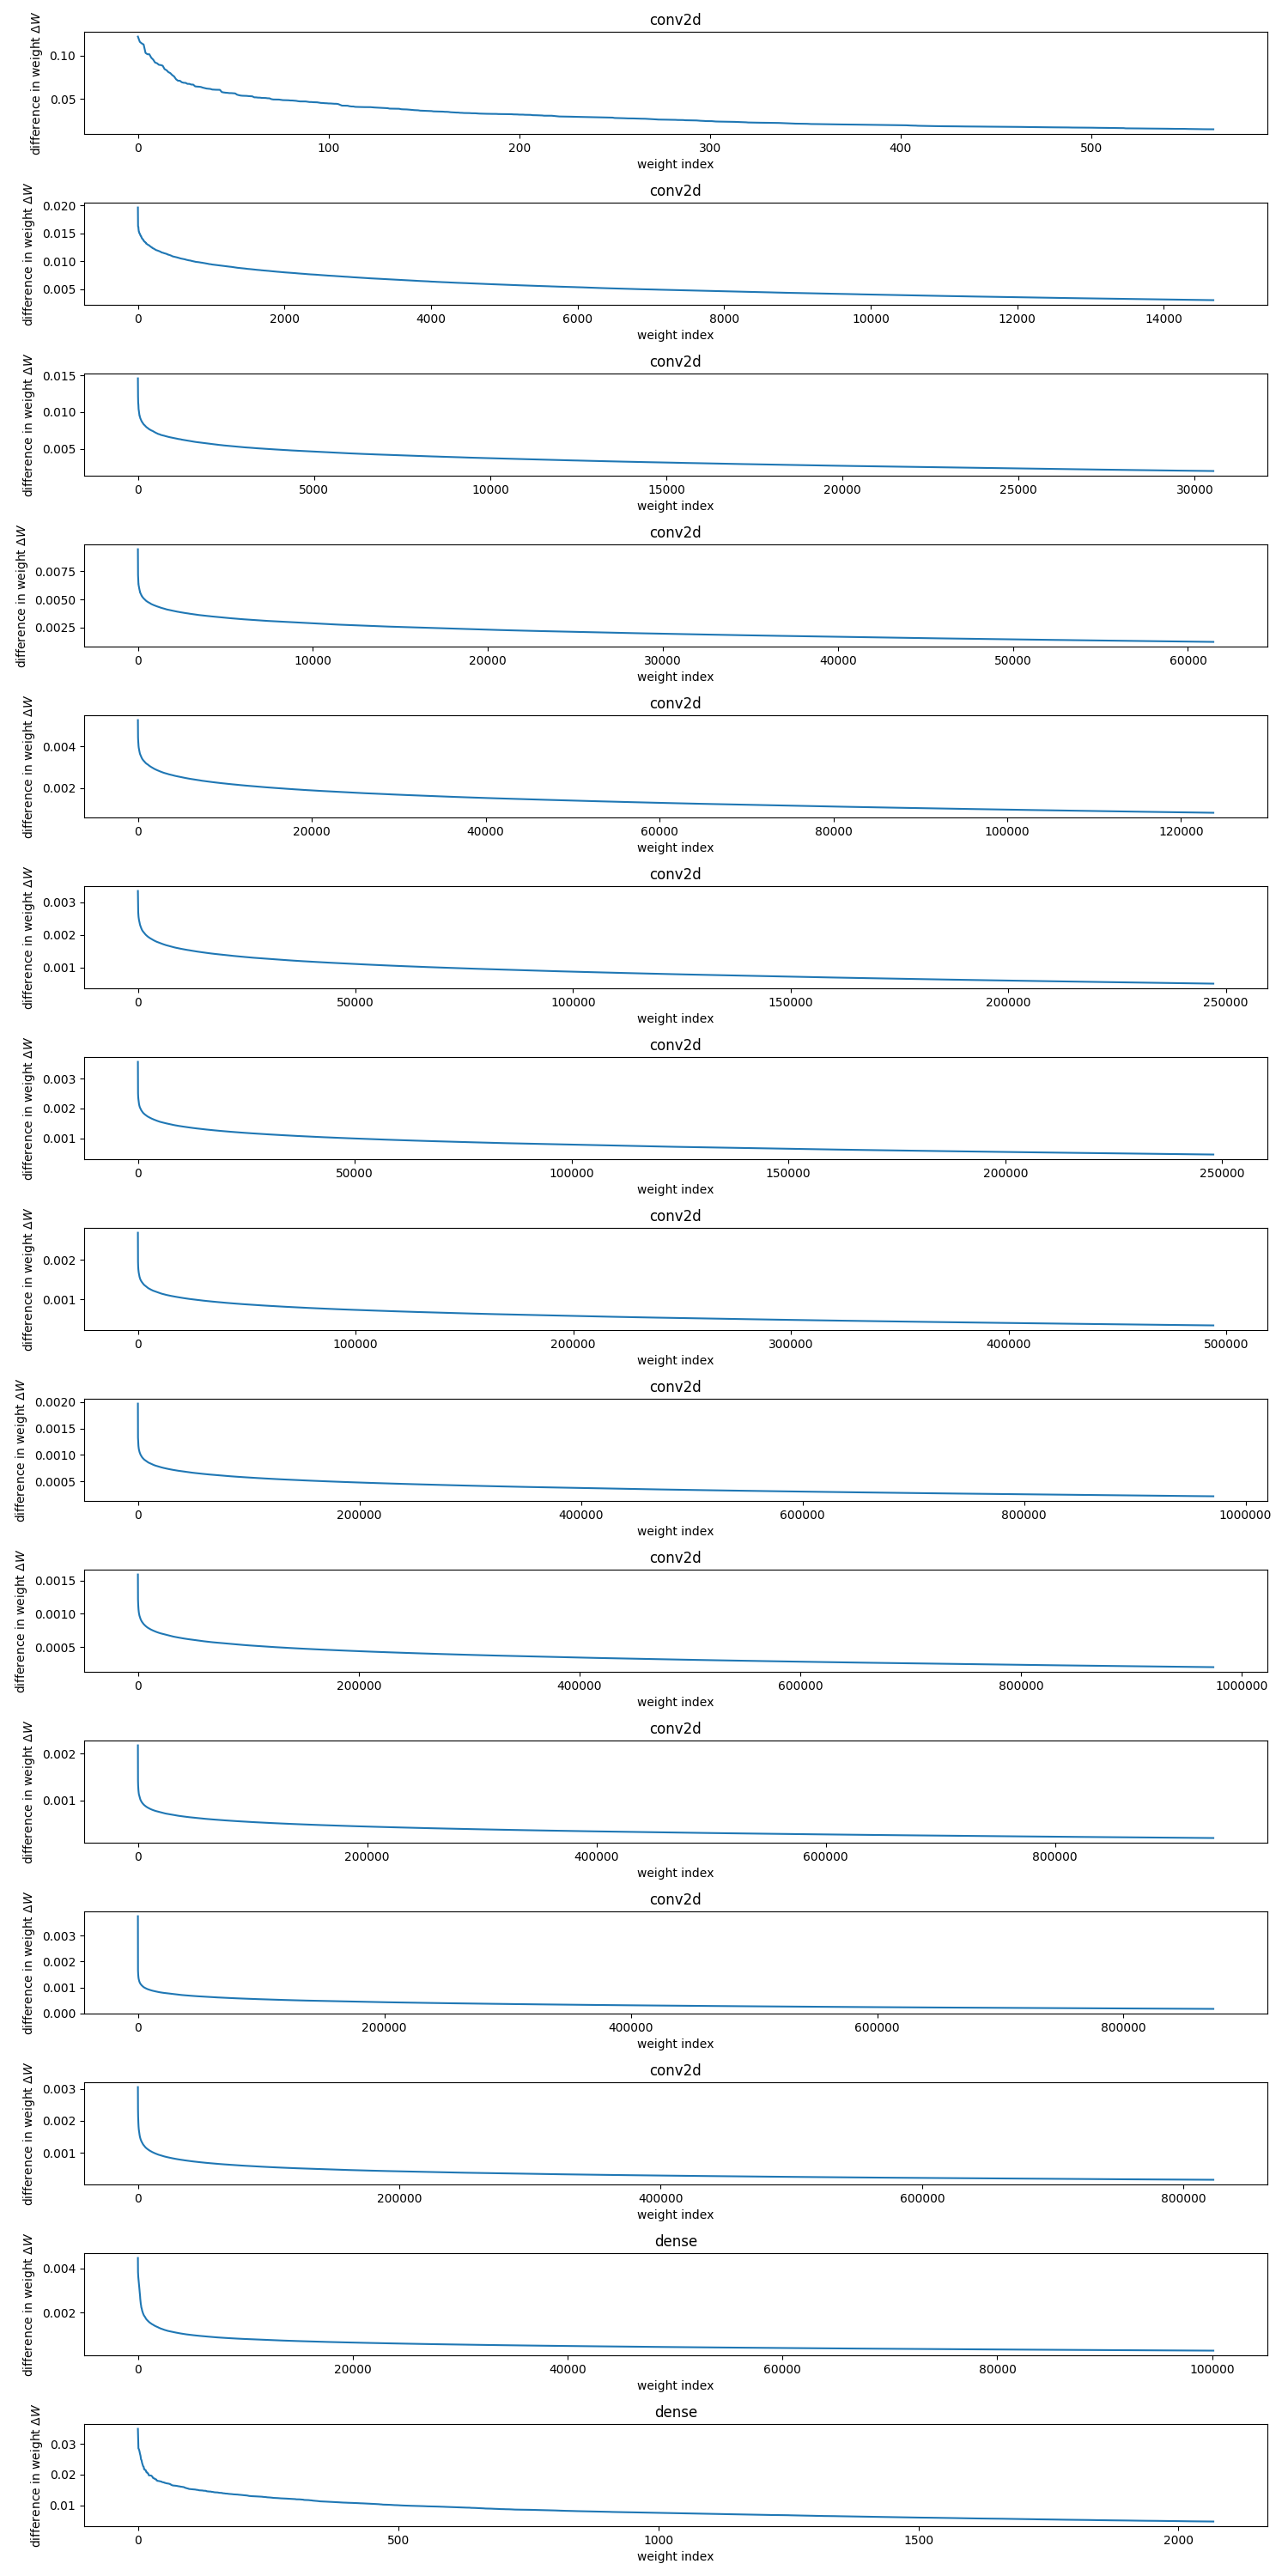 conv2d
difference in weight ΔW
0.10
0.05
0 100 200 300 400 500
weight index
conv2d
difference in weight ΔW
0.020
0.015
0.010
0.005
0 2000 4000 6000 8000 10000 12000 14000
weight index
conv2d
difference in weight ΔW
0.015
0.010
0.005
0 5000 10000 15000 20000 25000 30000
weight index
conv2d
difference in weight ΔW
0.0075
0.0050
0.0025
0 10000 20000 30000 40000 50000 60000
weight index
conv2d
difference in weight ΔW
0.004
0.002
0 20000 40000 60000 80000 100000 120000
weight index
conv2d
difference in weight ΔW
0.003
0.002
0.001
0 50000 100000 150000 200000 250000
weight index
conv2d
difference in weight ΔW
0.003
0.002
0.001
0 50000 100000 150000 200000 250000
weight index
conv2d
difference in weight ΔW
0.002
0.001
0 100000 200000 300000 400000 500000
weight index
conv2d
difference in weight ΔW
0.0020
0.0015
0.0010
0.0005
0 200000 400000 600000 800000 1000000
weight index
conv2d
difference in weight ΔW
0.0015
0.0010
0.0005
0 200000 400000 600000 800000 1000000
weight index
conv2d
difference in weight ΔW
0.002
0.001
0 200000 400000 600000 800000
weight index
conv2d
difference in weight ΔW
0.003
0.002
0.001
0.000
0 200000 400000 600000 800000
weight index
conv2d
difference in weight ΔW
0.003
0.002
0.001
0 200000 400000 600000 800000
weight index
dense
difference in weight ΔW
0.004
0.002
0 20000 40000 60000 80000 100000
weight index
dense
difference in weight ΔW
0.03
0.02
0.01
0 500 1000 1500 2000
weight index